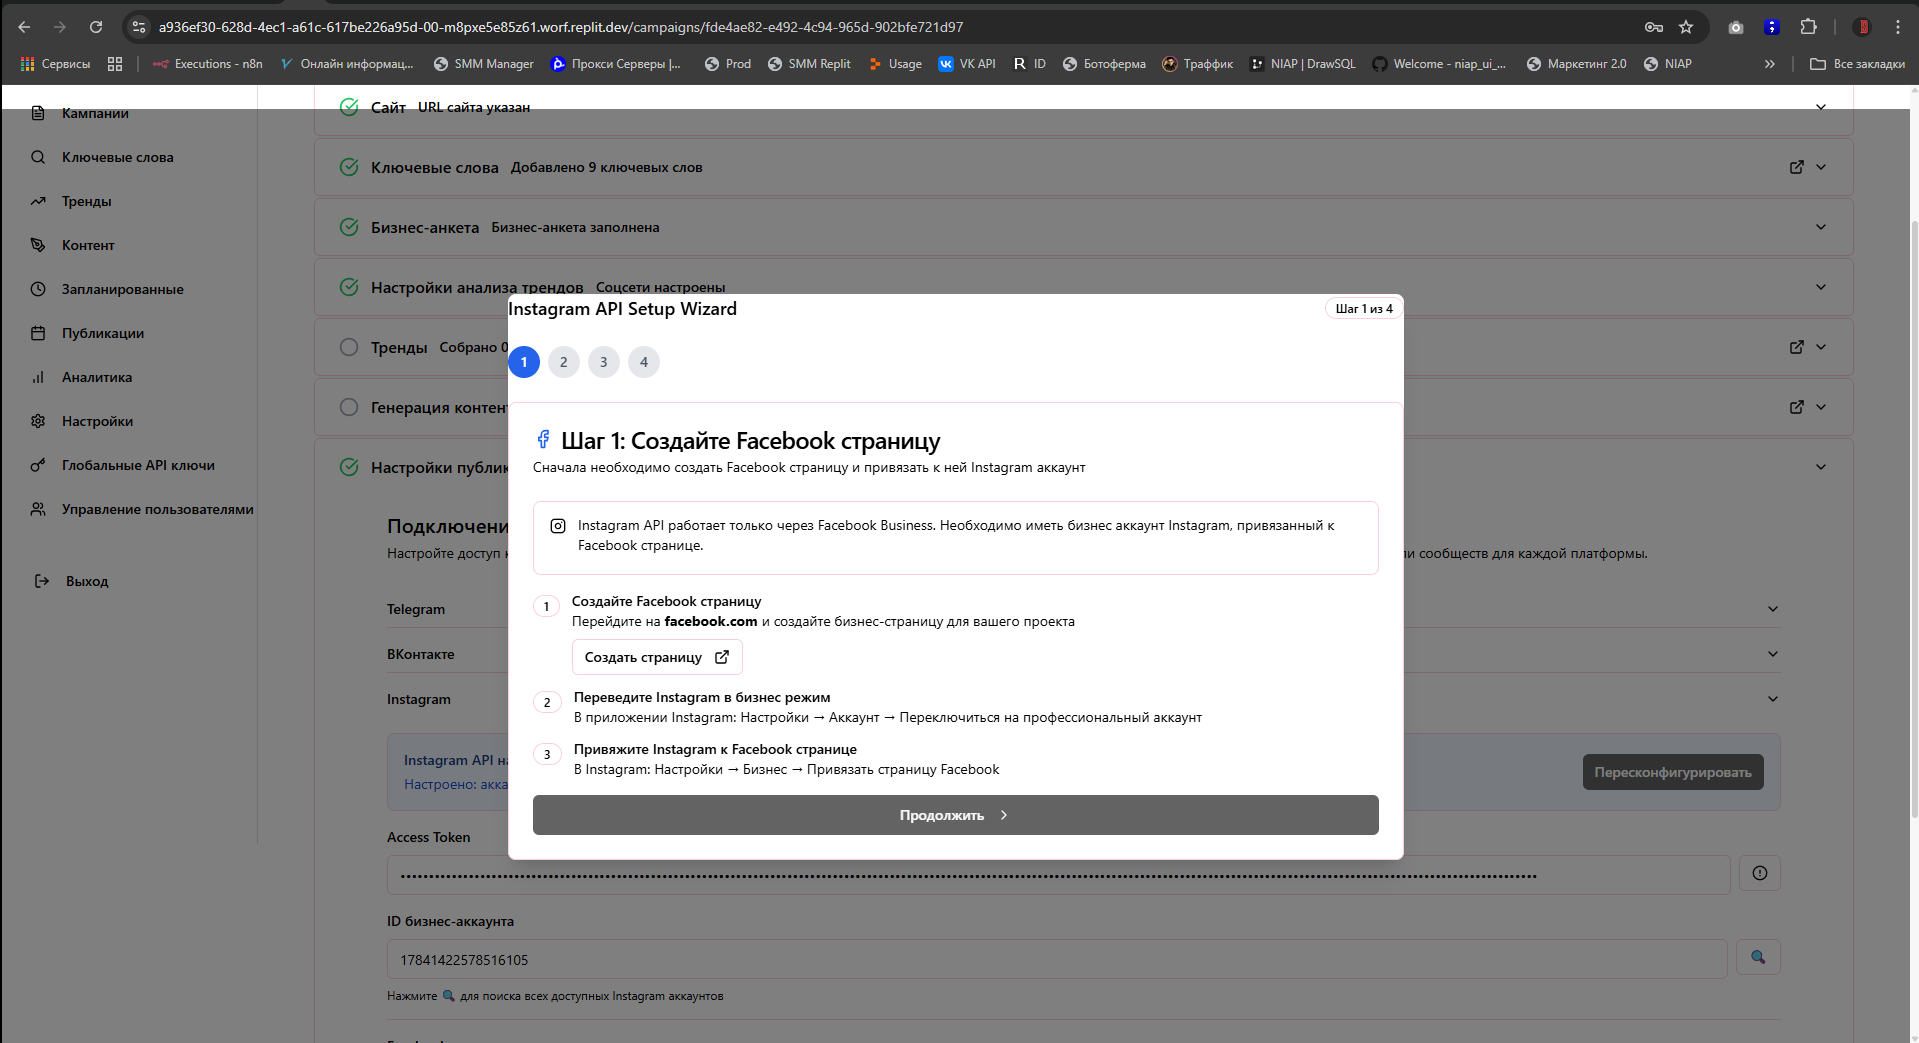 a936ef30-628d-4ec1-a61c-617be226a95d-00-m8pxe5e85z61.worf.replit.dev/campaigns/fde4ae82-e492-4c94-965d-902bfe721d97
Сервисы
Executions - n8n
Онлайн информац...
SMM Manager
Прокси Серверы |...
Prod
SMM Replit
Usage
VK API
ID
Ботоферма
Траффик
NIAP | DrawSQL
Welcome - niap_ui_...
Маркетинг 2.0
NIAP
Все закладки
Кампании
Ключевые слова
Тренды
Контент
Запланированные
Публикации
Аналитика
Настройки
Глобальные API ключи
Управление пользователями
Выход
Сайт URL сайта указан
Ключевые слова Добавлено 9 ключевых слов
Бизнес-анкета Бизнес-анкета заполнена
Настройки анализа трендов Соцсети настроены
Тренды Собрано 0
Генерация контен
Настройки публик
Подключени
Настройте доступ к
ли сообществ для каждой платформы.
Telegram
ВКонтакте
Instagram
Instagram API на
Настроено: акка
Пересконфигурировать
Access Token
ID бизнес-аккаунта
17841422578516105
Нажмите 🔍 для поиска всех доступных Instagram аккаунтов
Instagram API Setup Wizard
Шаг 1 из 4
1 2 3 4
Шаг 1: Создайте Facebook страницу
Сначала необходимо создать Facebook страницу и привязать к ней Instagram аккаунт
Instagram API работает только через Facebook Business. Необходимо иметь бизнес аккаунт Instagram, привязанный к
Facebook странице.
1 Создайте Facebook страницу
Перейдите на facebook.com и создайте бизнес-страницу для вашего проекта
Создать страницу
2 Переведите Instagram в бизнес режим
В приложении Instagram: Настройки → Аккаунт → Переключиться на профессиональный аккаунт
3 Привяжите Instagram к Facebook странице
В Instagram: Настройки → Бизнес → Привязать страницу Facebook
Продолжить